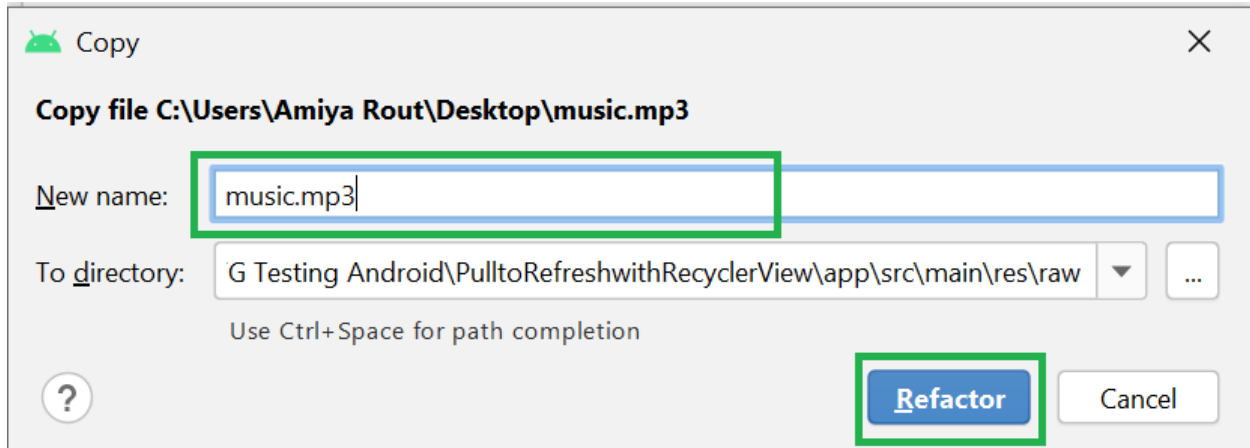 Copy
Copy file C:\Users\Amiya Rout\Desktop\music.mp3
New name: music.mp3
To directory: G Testing Android\PulltoRefreshwithRecyclerView\app\src\main\res\raw ...
Use Ctrl+Space for path completion
? Refactor Cancel